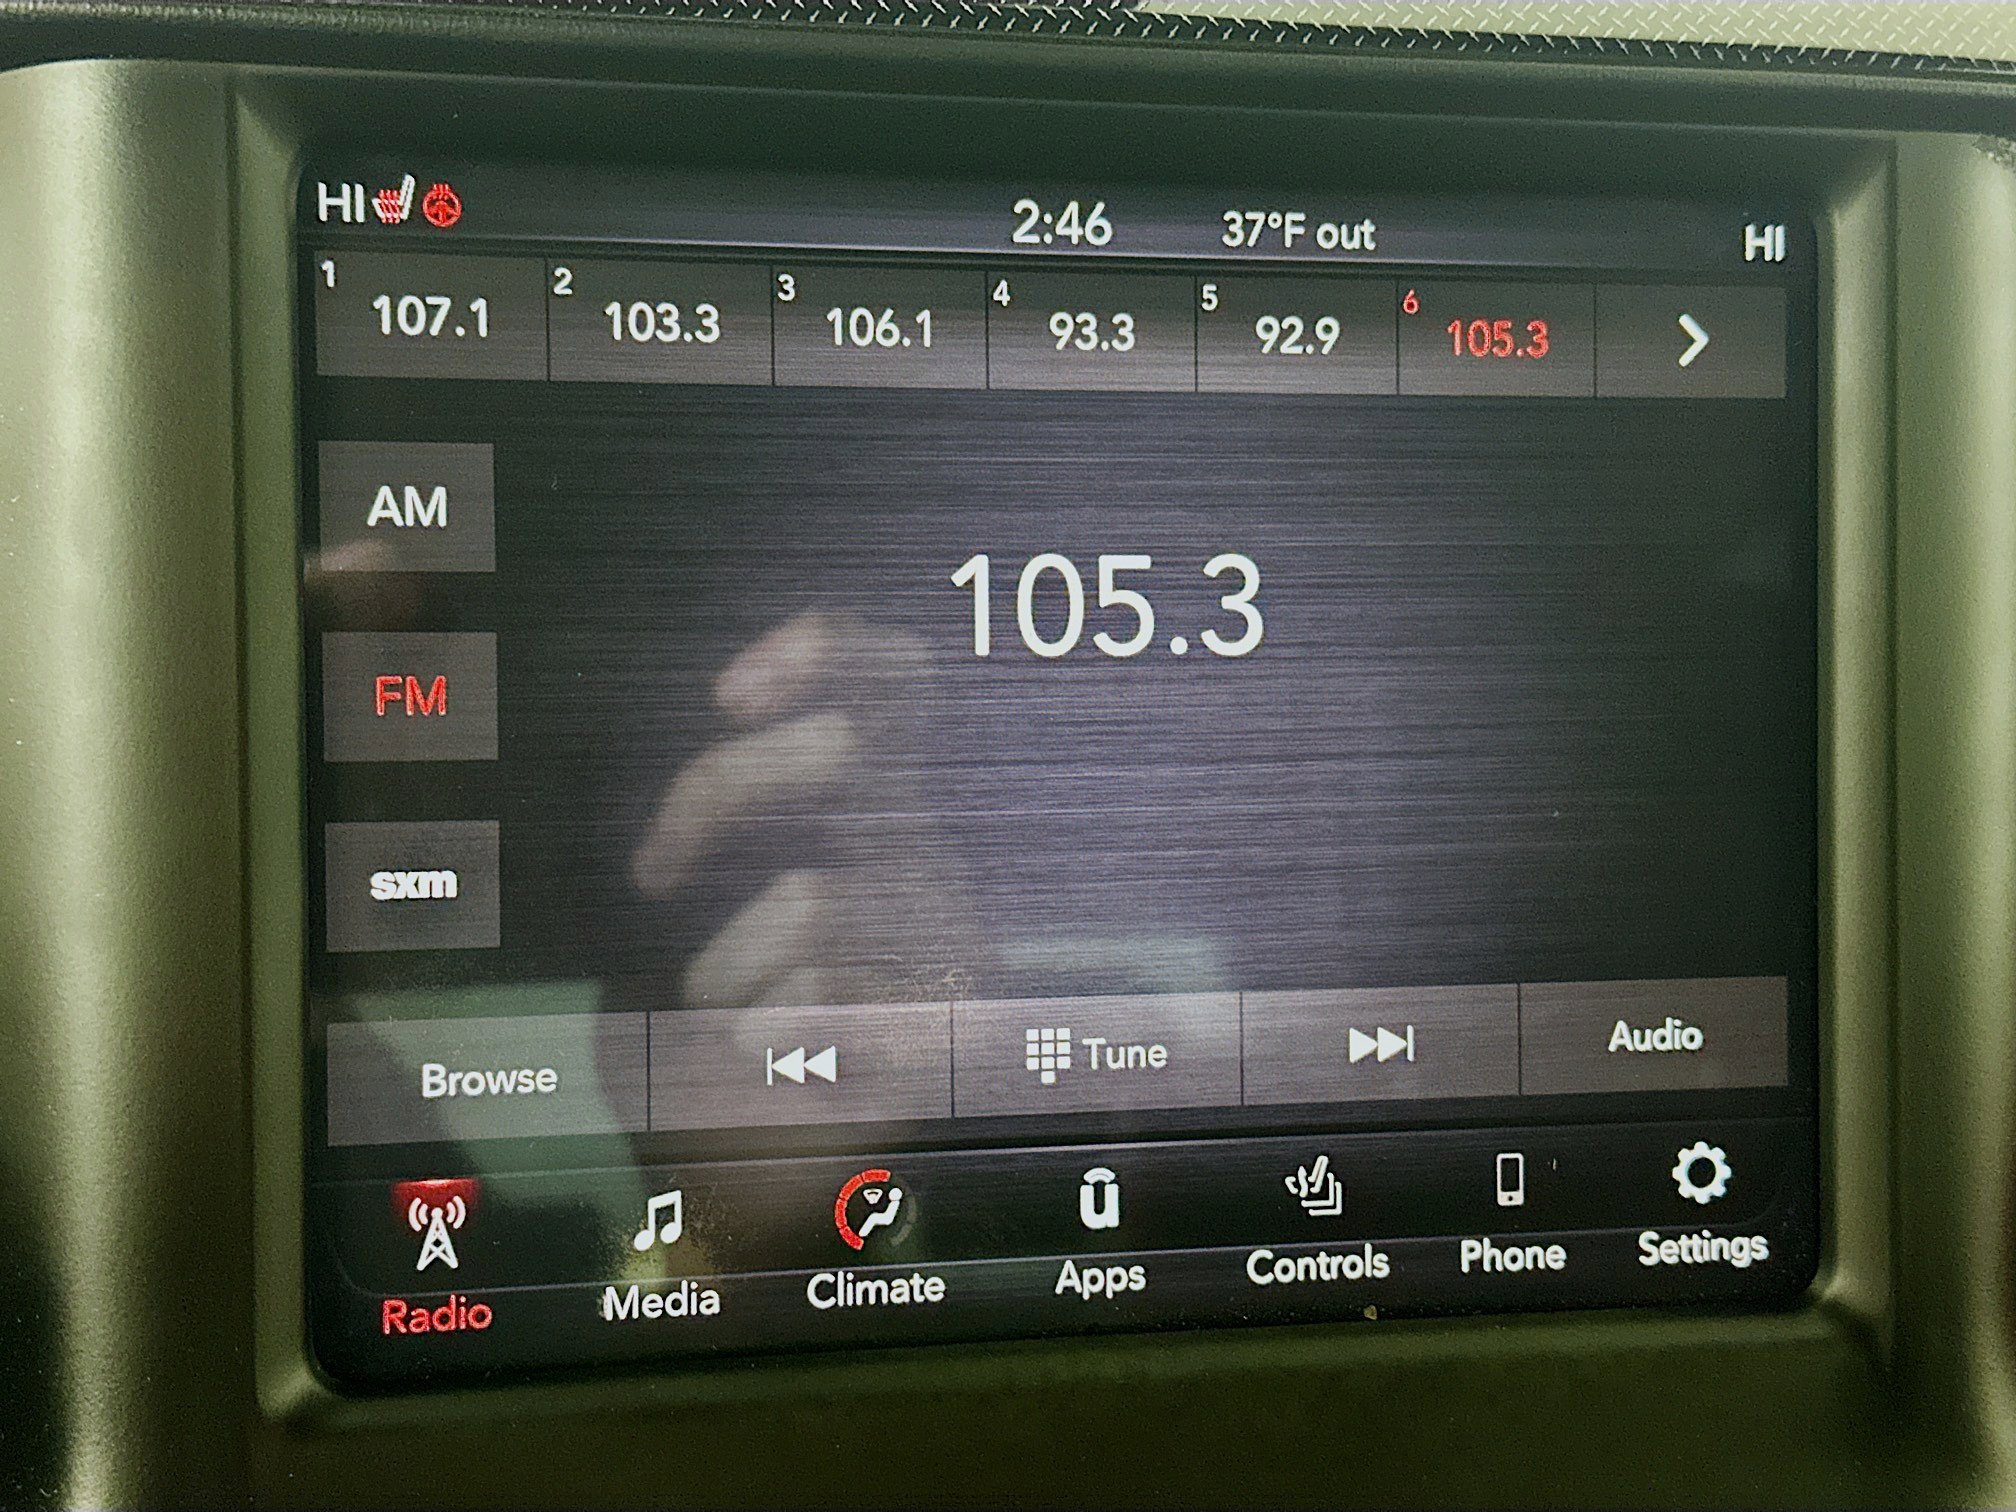 HI 2:46 37°F out HI
1 107.1 2 103.3 3 106.1 4 93.3 5 92.9 6 105.3
AM
105.3
FM
sxm
Browse Tune Audio
Radio Media Climate Apps Controls Phone Settings